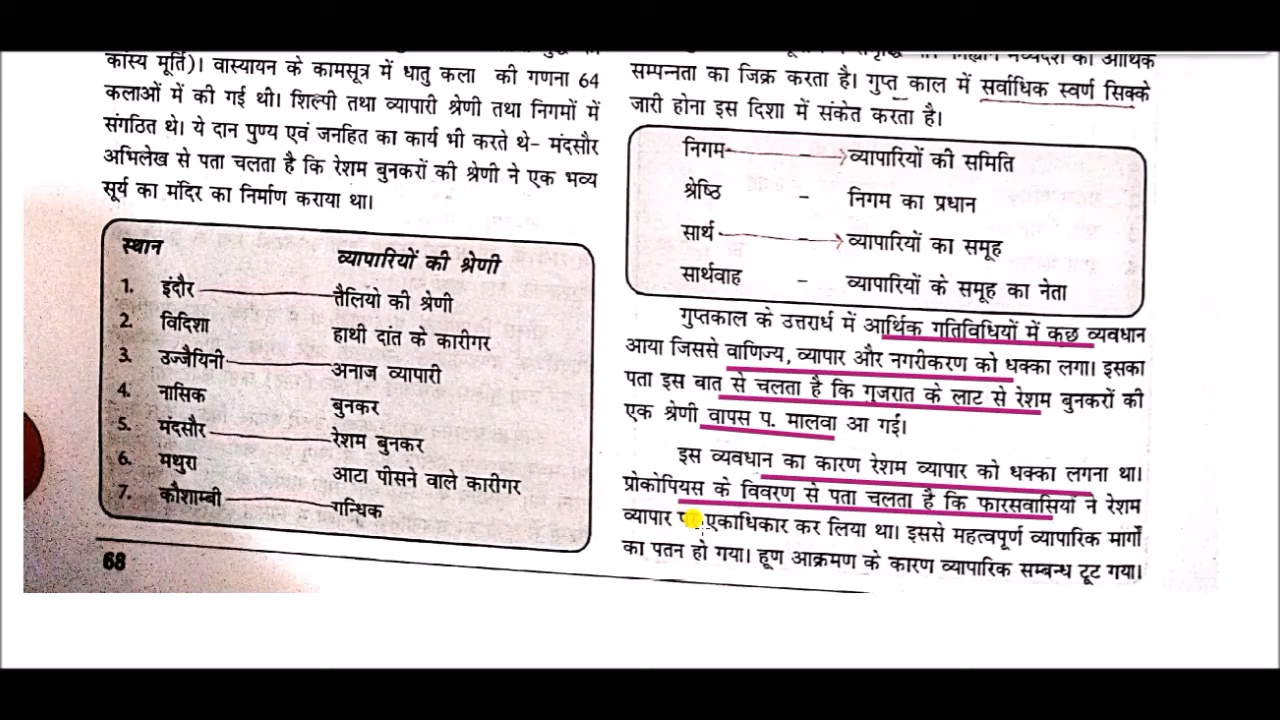 कांस्य मूर्ति)। वास्यायन के कामसूत्र में धातु कला की गणना 64
कलाओं में की गई थी। शिल्पी तथा व्यापारी श्रेणी तथा निगमों में
संगठित थे। ये दान पुण्य एवं जनहित का कार्य भी करते थे- मंदसौर
अभिलेख से पता चलता है कि रेशम बुनकरों की श्रेणी ने एक भव्य
सूर्य का मंदिर का निर्माण कराया था।
स्थान व्यापारियों की श्रेणी
1. इंदौर तैलियो की श्रेणी
2. विदिशा हाथी दांत के कारीगर
3. उज्जैयिनी अनाज व्यापारी
4. नासिक बुनकर
5. मंदसौर रेशम बुनकर
6. मथुरा आटा पीसने वाले कारीगर
7. कौशाम्बी गन्धिक
68
मध्यदेश की आर्थिक
सम्पन्नता का जिक्र करता है। गुप्त काल में सर्वाधिक स्वर्ण सिक्के
जारी होना इस दिशा में संकेत करता है।
निगम - व्यापारियों की समिति
श्रेष्ठि - निगम का प्रधान
सार्थ - व्यापारियों का समूह
सार्थवाह - व्यापारियों के समूह का नेता
गुप्तकाल के उत्तरार्ध में आर्थिक गतिविधियों में कछ व्यवधान
आया जिससे वाणिज्य, व्यापार और नगरीकरण को धक्का लगा। इसका
पता इस बात से चलता है कि गुजरात के लाट से रेशम बुनकरों की
एक श्रेणी वापस प. मालवा आ गई।
इस व्यवधान का कारण रेशम व्यापार को धक्का लगना था।
प्रोकोपियस के विवरण से पता चलता है कि फारसवासियों ने रेशम
व्यापार पर एकाधिकार कर लिया था। इससे महत्वपूर्ण व्यापारिक मार्गों
का पतन हो गया। हूण आक्रमण के कारण व्यापारिक सम्बन्ध टूट गया।